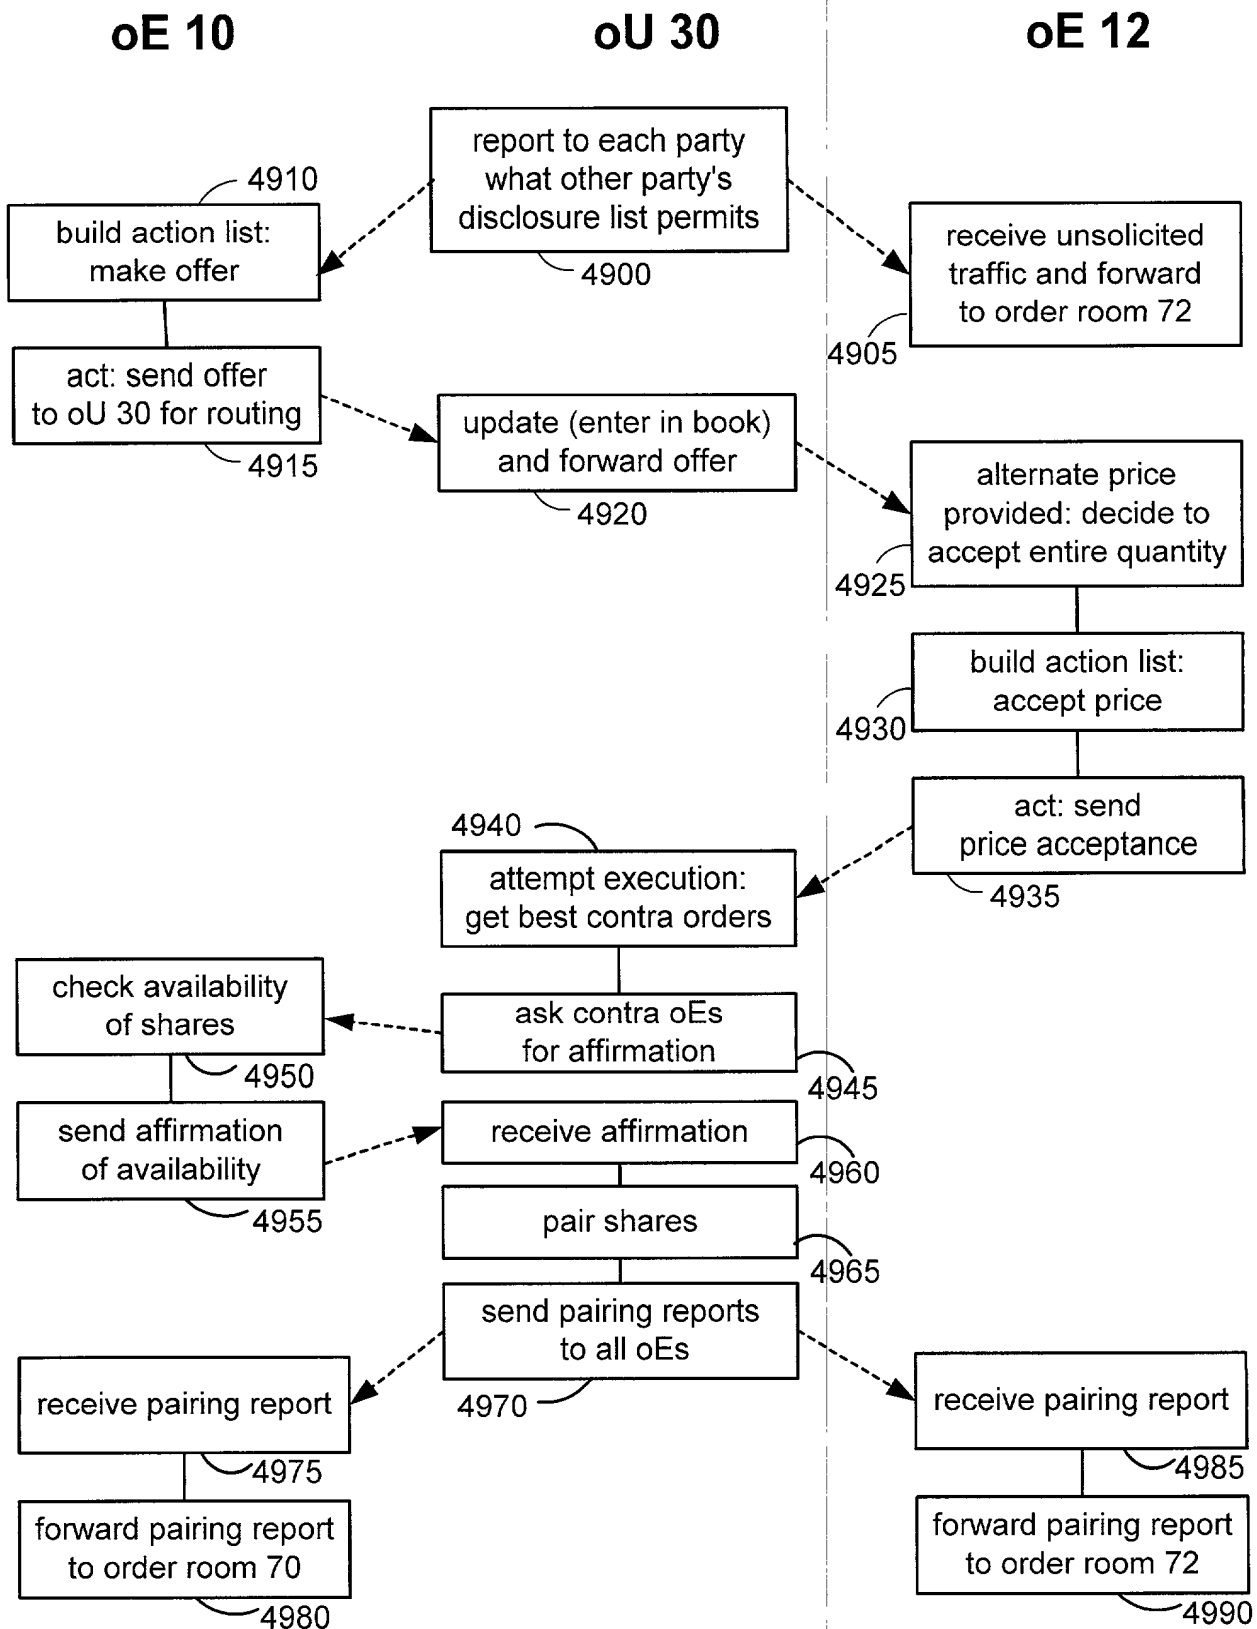 oE 10
oU 30
oE 12
report to each party
what other party's
disclosure list permits
4900
4910
build action list:
make offer
receive unsolicited
traffic and forward
to order room 72
4905
act: send offer
to oU 30 for routing
4915
update (enter in book)
and forward offer
4920
alternate price
provided: decide to
accept entire quantity
4925
build action list:
accept price
4930
act: send
price acceptance
4935
4940
attempt execution:
get best contra orders
check availability
of shares
4950
ask contra oEs
for affirmation
4945
send affirmation
of availability
4955
receive affirmation
4960
pair shares
4965
send pairing reports
to all oEs
4970
receive pairing report
4975
receive pairing report
4985
forward pairing report
to order room 70
4980
forward pairing report
to order room 72
4990